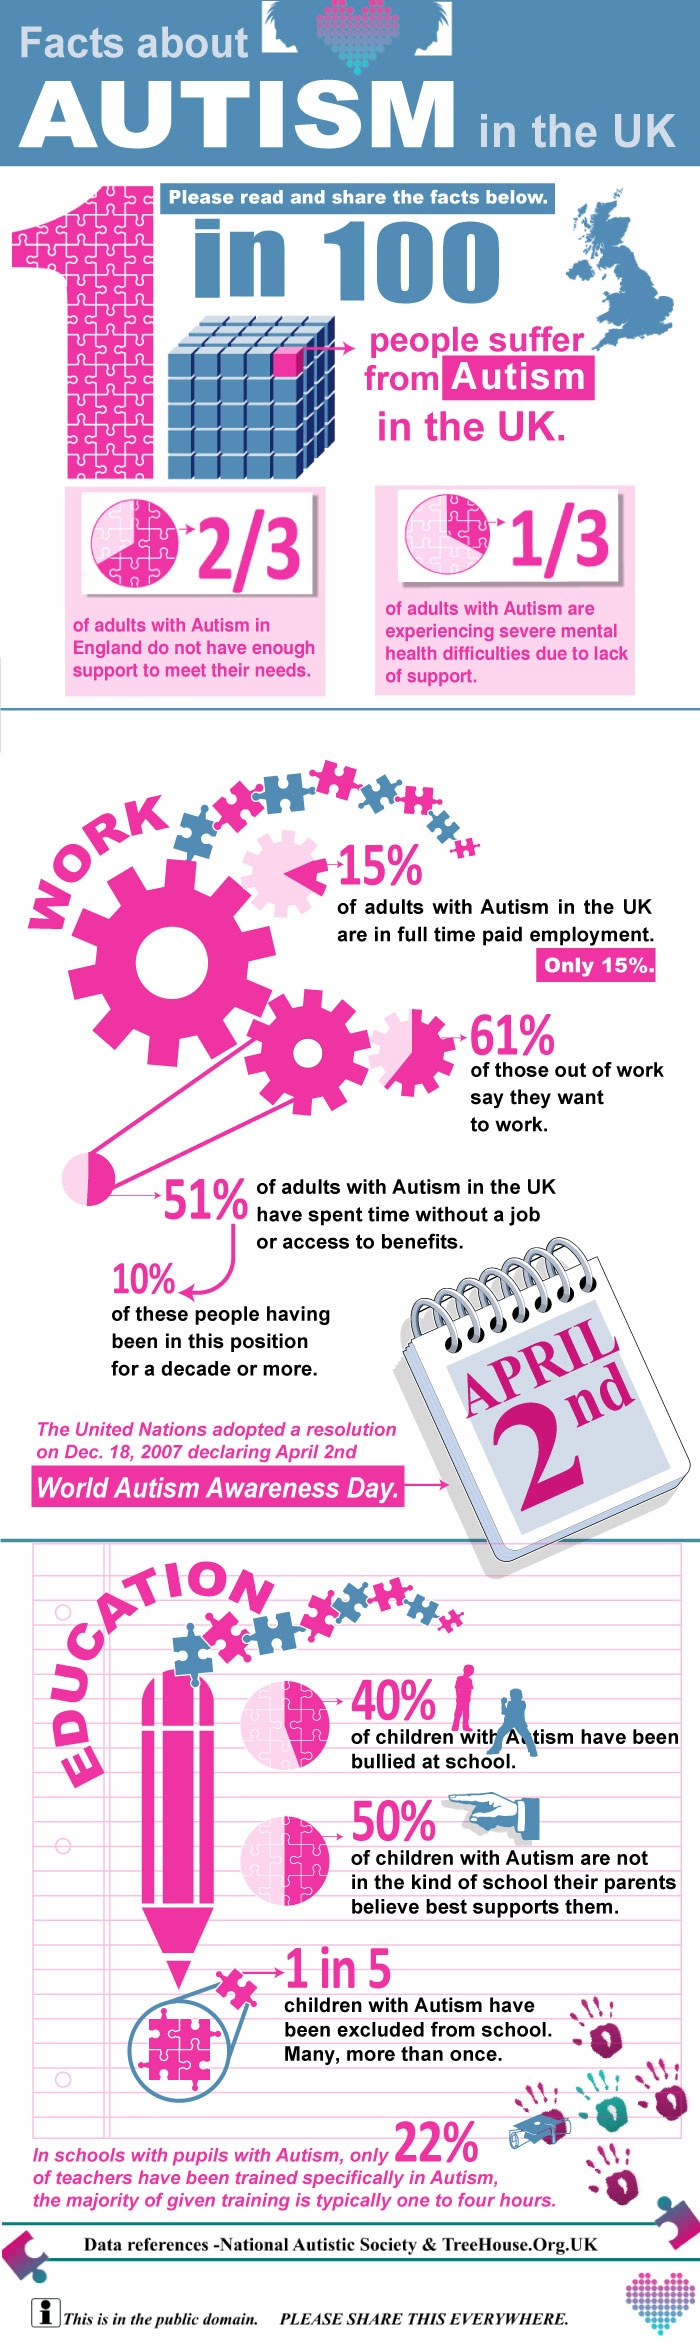 Facts about
AUTISM in the UK
Please read and share the facts below.
1 in 100
people suffer
from Autism
in the UK.
2/3
of adults with Autism in
England do not have enough
support to meet their needs.
1/3
of adults with Autism are
experiencing severe mental
health difficulties due to lack
of support.
WORK
15%
of adults with Autism in the UK
are in full time paid employment.
Only 15%.
61%
of those out of work
say they want
to work.
51% of adults with Autism in the UK
have spent time without a job
or access to benefits.
10%
of these people having
been in this position
for a decade or more.
APRIL
2nd
The United Nations adopted a resolution
on Dec. 18, 2007 declaring April 2nd
World Autism Awareness Day.
EDUCATION
40%
of children with Autism have been
bullied at school.
50%
of children with Autism are not
in the kind of school their parents
believe best supports them.
1 in 5
children with Autism have
been excluded from school.
Many, more than once.
In schools with pupils with Autism, only 22%
of teachers have been trained specifically in Autism,
the majority of given training is typically one to four hours.
Data references -National Autistic Society & TreeHouse.Org.UK
i This is in the public domain. PLEASE SHARE THIS EVERYWHERE.